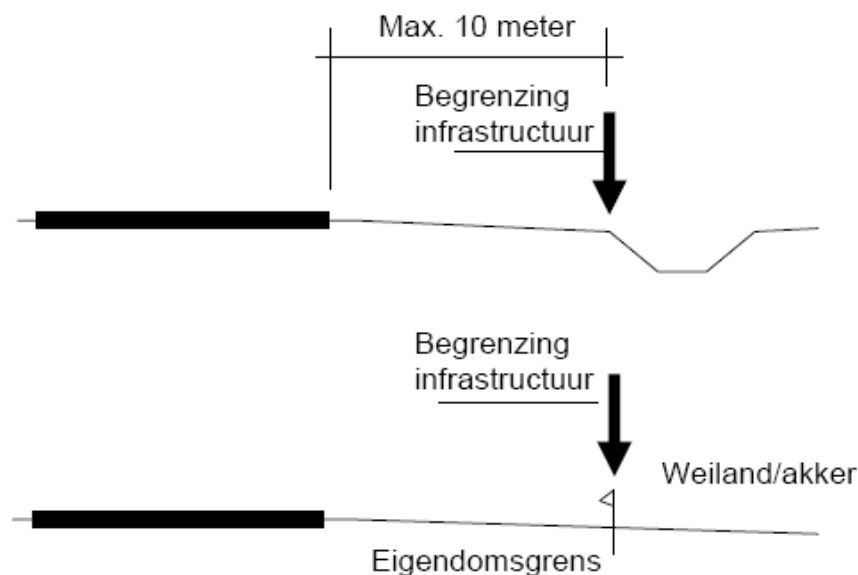 Max. 10 meter
Begrenzing
infrastructuur
Begrenzing
infrastructuur
Weiland/akker
Eigendomsgrens